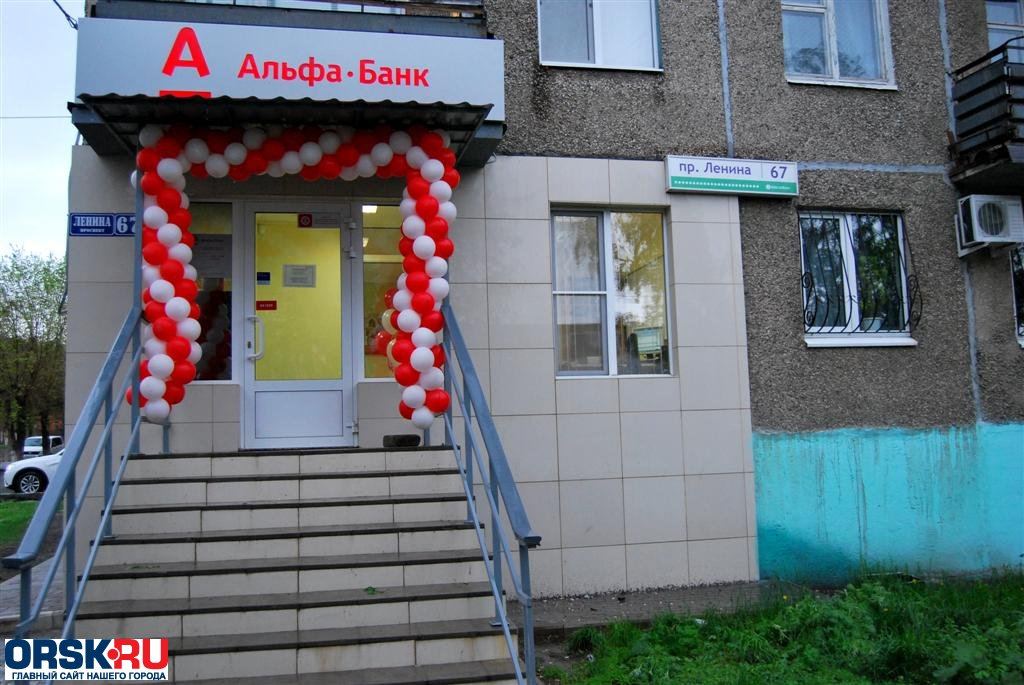 А Альфа·Банк
пр. Ленина 67
ЛЕНИНА 67
ПРОСПЕКТ
ORSK.RU
ГЛАВНЫЙ САЙТ НАШЕГО ГОРОДА